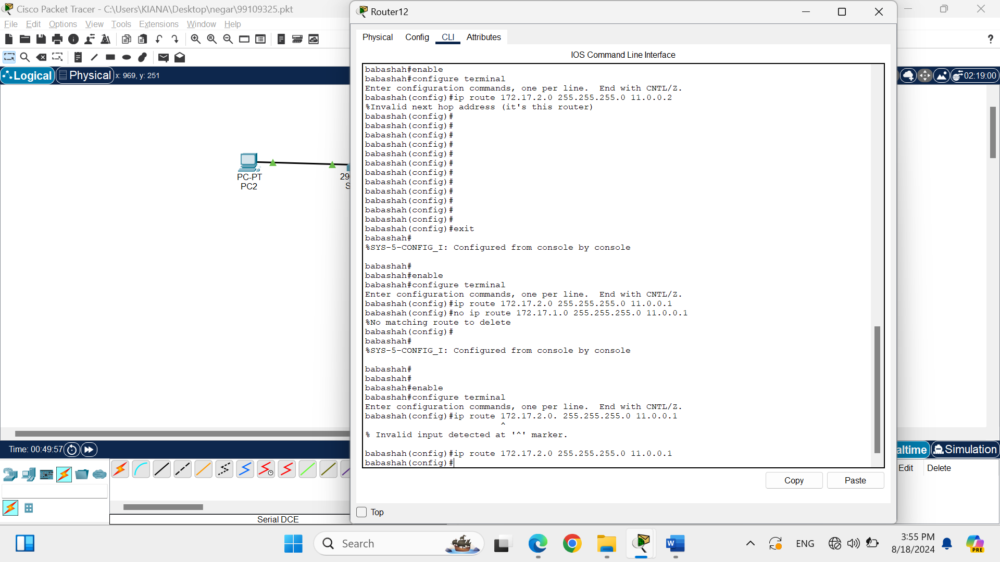 Cisco Packet Tracer - C:\Users\KIANA\Desktop\negar\99109325.pkt
File Edit Options View Tools Extensions Window Help
?
Logical Physical x: 969, y: 251
02:19:00
PC-PT
PC2
29
S
Router12
Physical Config CLI Attributes
IOS Command Line Interface
babashah#enable
babashah#configure terminal
Enter configuration commands, one per line. End with CNTL/Z.
babashah(config)#ip route 172.17.2.0 255.255.255.0 11.0.0.2
%Invalid next hop address (it's this router)
babashah(config)#
babashah(config)#
babashah(config)#
babashah(config)#
babashah(config)#
babashah(config)#
babashah(config)#
babashah(config)#
babashah(config)#
babashah(config)#
babashah(config)#
babashah(config)#
babashah(config)#exit
babashah#
%SYS-5-CONFIG_I: Configured from console by console
babashah#
babashah#enable
babashah#configure terminal
Enter configuration commands, one per line. End with CNTL/Z.
babashah(config)#ip route 172.17.2.0 255.255.255.0 11.0.0.1
babashah(config)#no ip route 172.17.1.0 255.255.255.0 11.0.0.1
%No matching route to delete
babashah(config)#
babashah#
%SYS-5-CONFIG_I: Configured from console by console
babashah#
babashah#
babashah#enable
babashah#configure terminal
Enter configuration commands, one per line. End with CNTL/Z.
babashah(config)#ip route 172.17.2.0. 255.255.255.0 11.0.0.1
^
% Invalid input detected at '^' marker.
babashah(config)#ip route 172.17.2.0 255.255.255.0 11.0.0.1
babashah(config)#
Copy Paste
Top
Time: 00:49:57
altime Simulation
Edit Delete
Serial DCE
Search
ENG
3:55 PM
8/18/2024
PRE